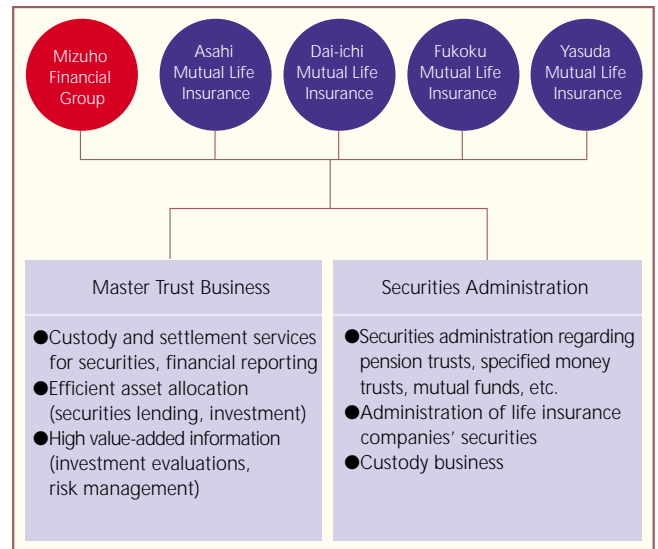 Mizuho
Financial
Group
Asahi
Mutual Life
Insurance
Dai-ichi
Mutual Life
Insurance
Fukoku
Mutual Life
Insurance
Yasuda
Mutual Life
Insurance
Master Trust Business
●Custody and settlement services
for securities, financial reporting
●Efficient asset allocation
(securities lending, investment)
●High value-added information
(investment evaluations,
risk management)
Securities Administration
●Securities administration regarding
pension trusts, specified money
trusts, mutual funds, etc.
●Administration of life insurance
companies’ securities
●Custody business